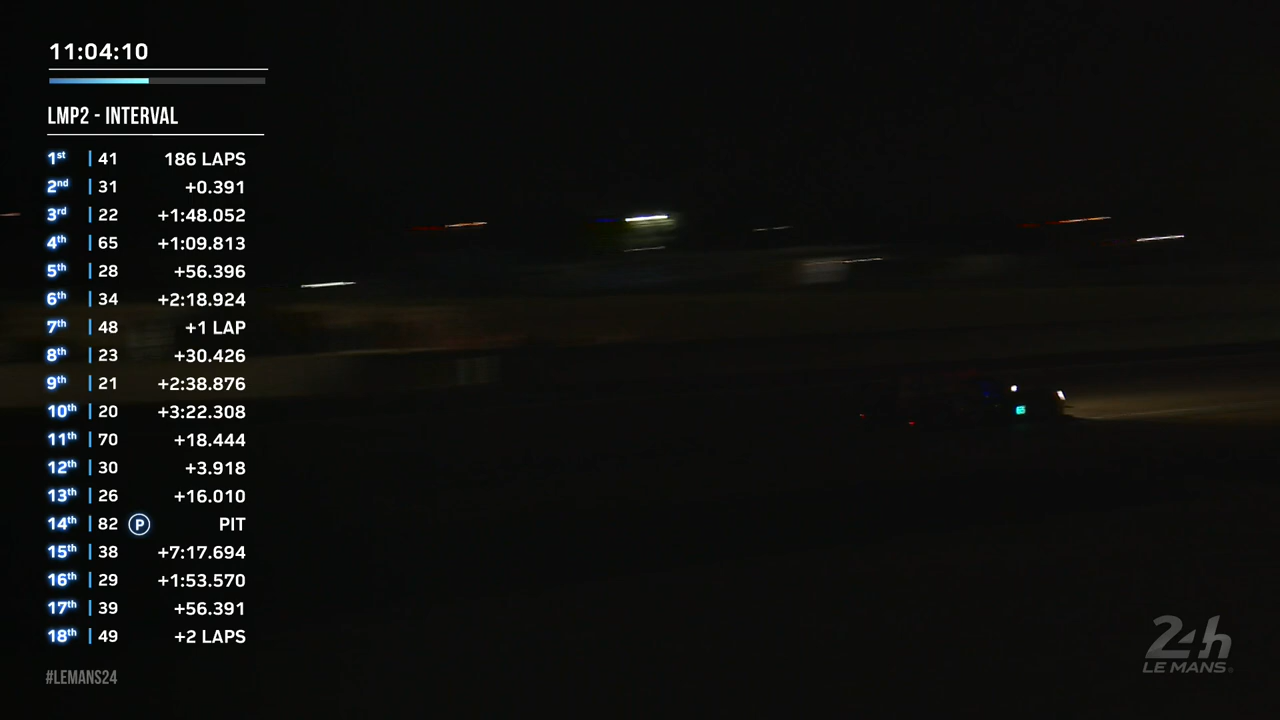 11:04:10
LMP2 - INTERVAL
1st 41 186 LAPS
2nd 31 +0.391
3rd 22 +1:48.052
4th 65 +1:09.813
5th 28 +56.396
6th 34 +2:18.924
7th 48 +1 LAP
8th 23 +30.426
9th 21 +2:38.876
10th 20 +3:22.308
11th 70 +18.444
12th 30 +3.918
13th 26 +16.010
14th 82 P PIT
15th 38 +7:17.694
16th 29 +1:53.570
17th 39 +56.391
18th 49 +2 LAPS
#LEMANS24
24h
LE MANS